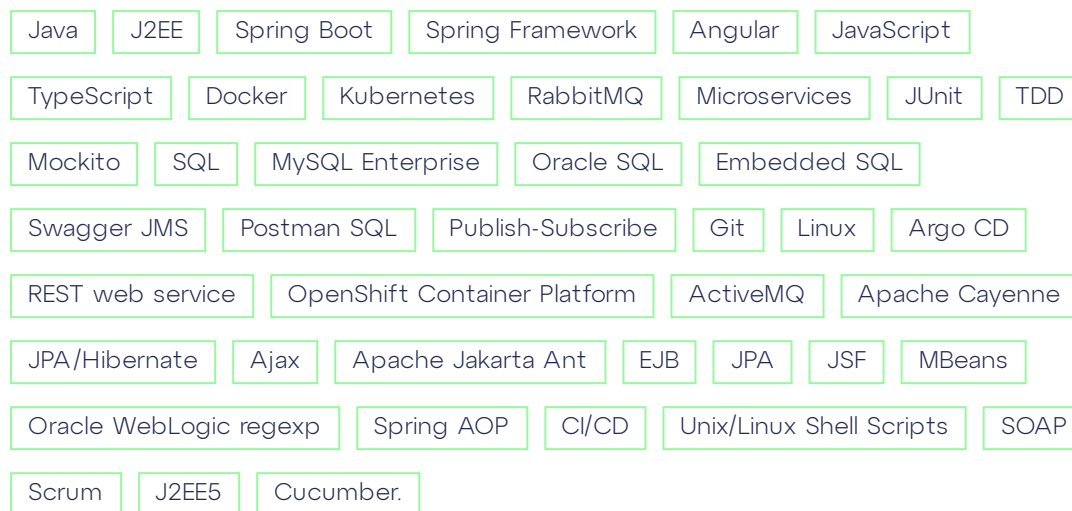 Java J2EE Spring Boot Spring Framework Angular JavaScript
TypeScript Docker Kubernetes RabbitMQ Microservices JUnit TDD
Mockito SQL MySQL Enterprise Oracle SQL Embedded SQL
Swagger JMS Postman SQL Publish-Subscribe Git Linux Argo CD
REST web service OpenShift Container Platform ActiveMQ Apache Cayenne
JPA/Hibernate Ajax Apache Jakarta Ant EJB JPA JSF MBeans
Oracle WebLogic regexp Spring AOP CI/CD Unix/Linux Shell Scripts SOAP
Scrum J2EE5 Cucumber.